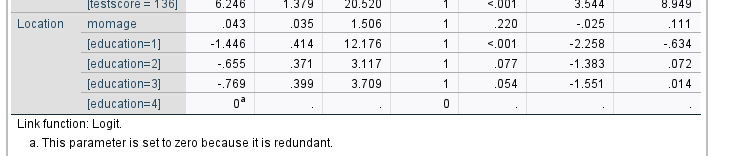 [testscore = 136] 6.246 1.379 20.520 1 <.001 3.544 8.949
Location momage .043 .035 1.506 1 .220 -.025 .111
[education=1] -1.446 .414 12.176 1 <.001 -2.258 -.634
[education=2] -.655 .371 3.117 1 .077 -1.383 .072
[education=3] -.769 .399 3.709 1 .054 -1.551 .014
[education=4] 0a . . 0 . . .
Link function: Logit.
a. This parameter is set to zero because it is redundant.